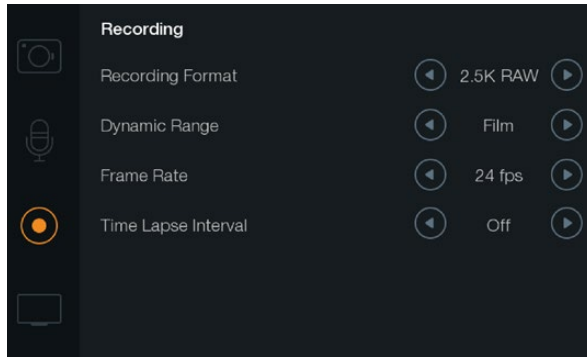 Recording
Recording Format 2.5K RAW
Dynamic Range Film
Frame Rate 24 fps
Time Lapse Interval Off